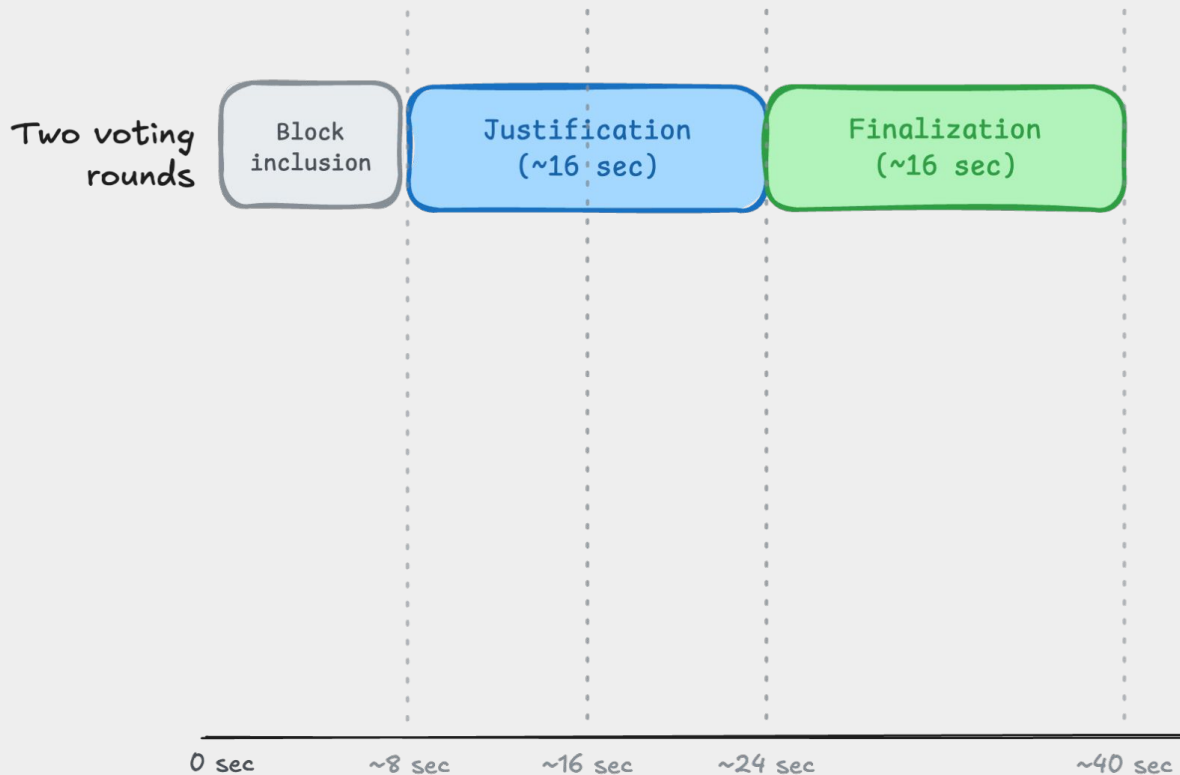 Two voting
rounds
Block
inclusion
Justification
(~16 sec)
Finalization
(~16 sec)
0 sec
~8 sec
~16 sec
~24 sec
~40 sec